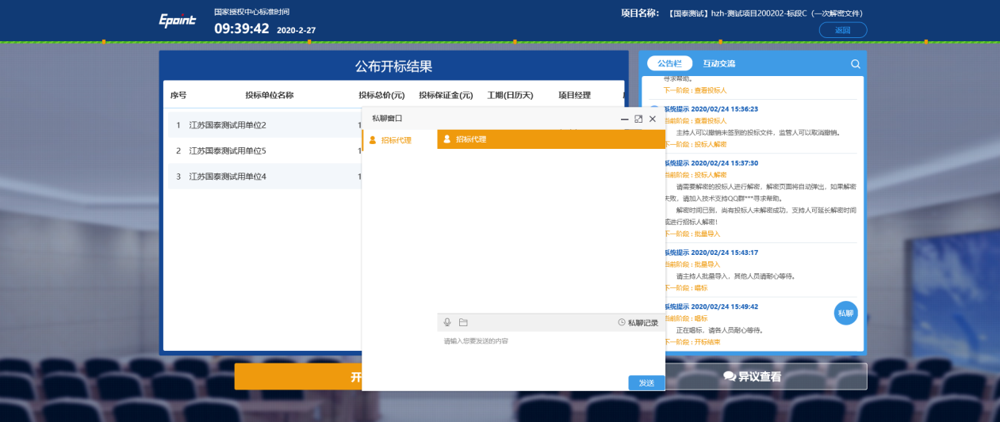 Epoint
国家授权中心标准时间
09:39:42 2020-2-27
项目名称： 【国泰测试】hzh-测试项目200202-标段C（一次解密文件）
返回
公布开标结果
序号 投标单位名称 投标总价(元) 投标保证金(元) 工期(日历天) 项目经理
1 江苏国泰测试用单位2 1
2 江苏国泰测试用单位5 1
3 江苏国泰测试用单位4 1
开
私聊窗口
招标代理
招标代理
私聊记录
请输入您要发送的内容
发送
公告栏 互动交流
寻求帮助。
下一阶段：查看投标人
系统提示 2020/02/24 15:36:23
当前阶段：查看投标人
主持人可以撤销未签到的投标文件，监管人可以取消撤销。
下一阶段：投标人解密
系统提示 2020/02/24 15:37:30
当前阶段：投标人解密
请需要解密的投标人进行解密，解密页面将自动弹出，如果解密
失败，请加入技术支持QQ群***寻求帮助。
解密时间已到，尚有投标人未解密成功，支持人可延长解密时间
或进行招标人解密！
下一阶段：批量导入
系统提示 2020/02/24 15:43:17
当前阶段：批量导入
请主持人批量导入，其他人员请耐心等待。
下一阶段：唱标
系统提示 2020/02/24 15:49:42
当前阶段：唱标
正在唱标，请各人员耐心等待。
下一阶段：开标结束
私聊
异议查看